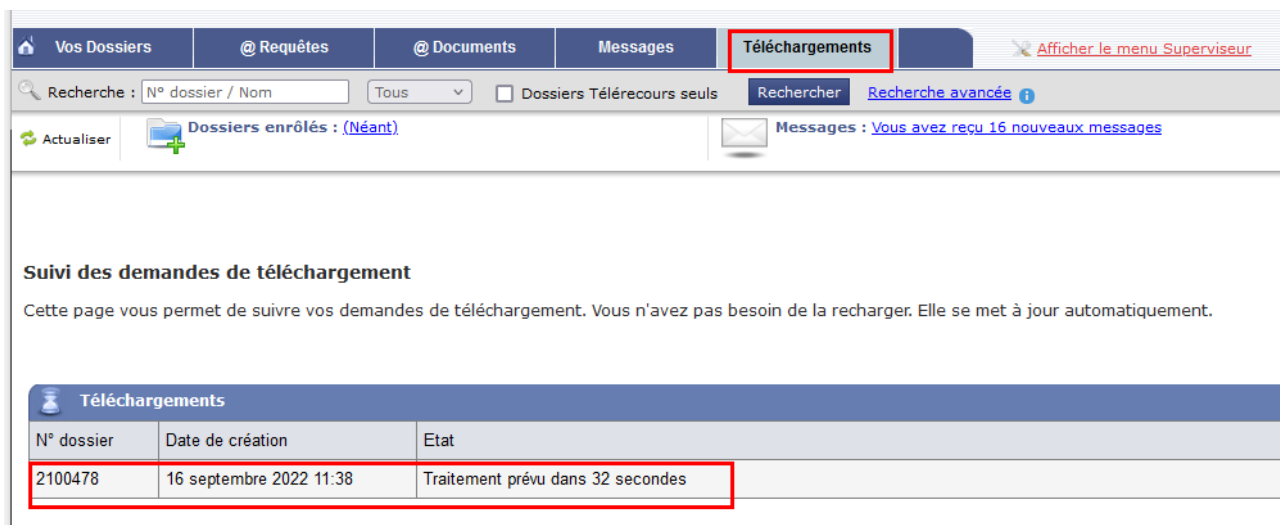 Vos Dossiers @ Requêtes @ Documents Messages Téléchargements Afficher le menu Superviseur
Recherche : N° dossier / Nom Tous Dossiers Télérecours seuls Rechercher Recherche avancée
Actualiser Dossiers enrôlés : (Néant) Messages : Vous avez reçu 16 nouveaux messages
Suivi des demandes de téléchargement
Cette page vous permet de suivre vos demandes de téléchargement. Vous n'avez pas besoin de la recharger. Elle se met à jour automatiquement.
Téléchargements
N° dossier Date de création Etat
2100478 16 septembre 2022 11:38 Traitement prévu dans 32 secondes